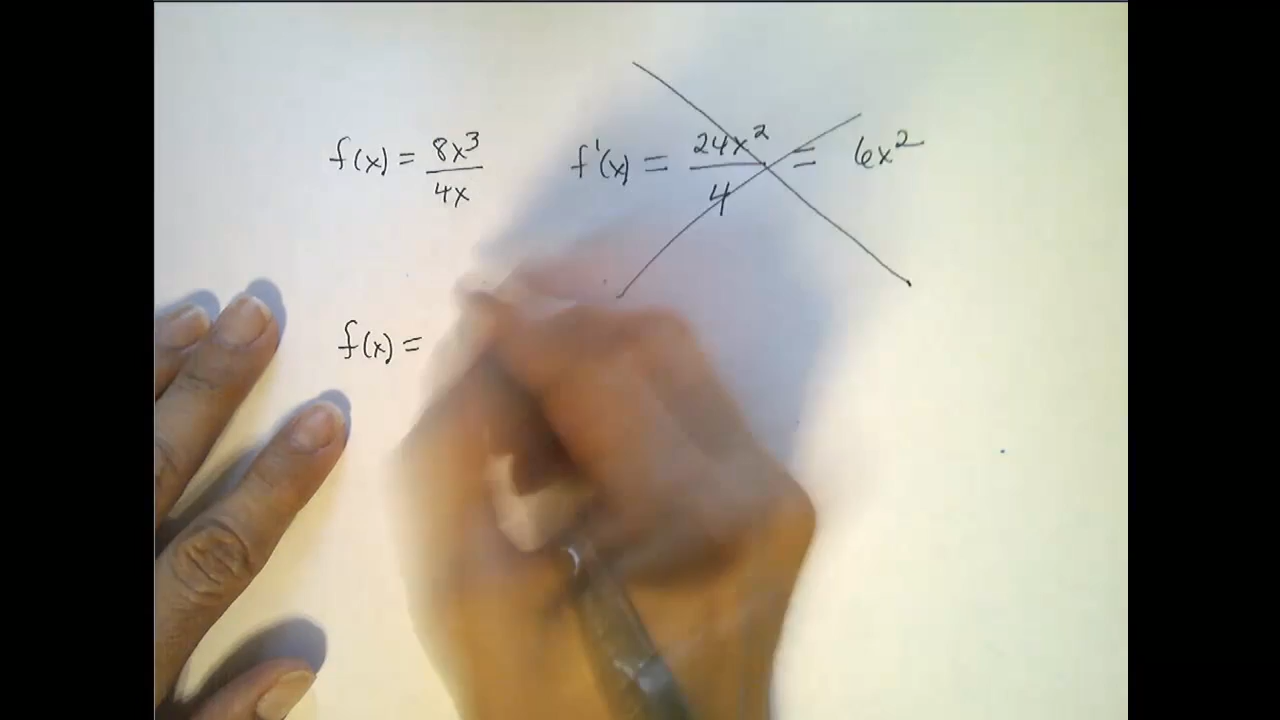 f(x) = 8x³/4x f'(x) = 24x²/4 = 6x²
f(x) =